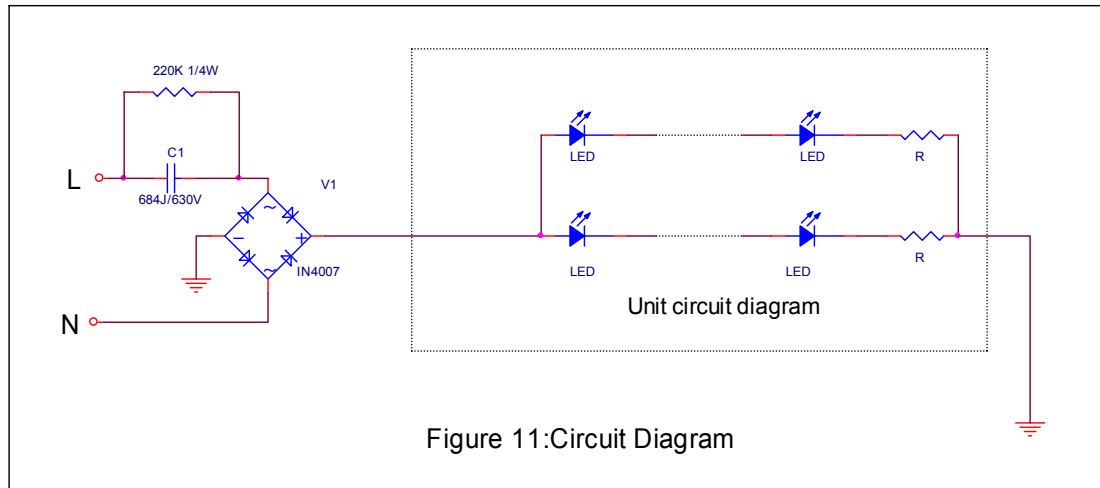 220K 1/4W
C1
684J/630V
L
V1
~
−
+
~
IN4007
N
LED
LED
R
LED
LED
R
Unit circuit diagram
Figure 11:Circuit Diagram